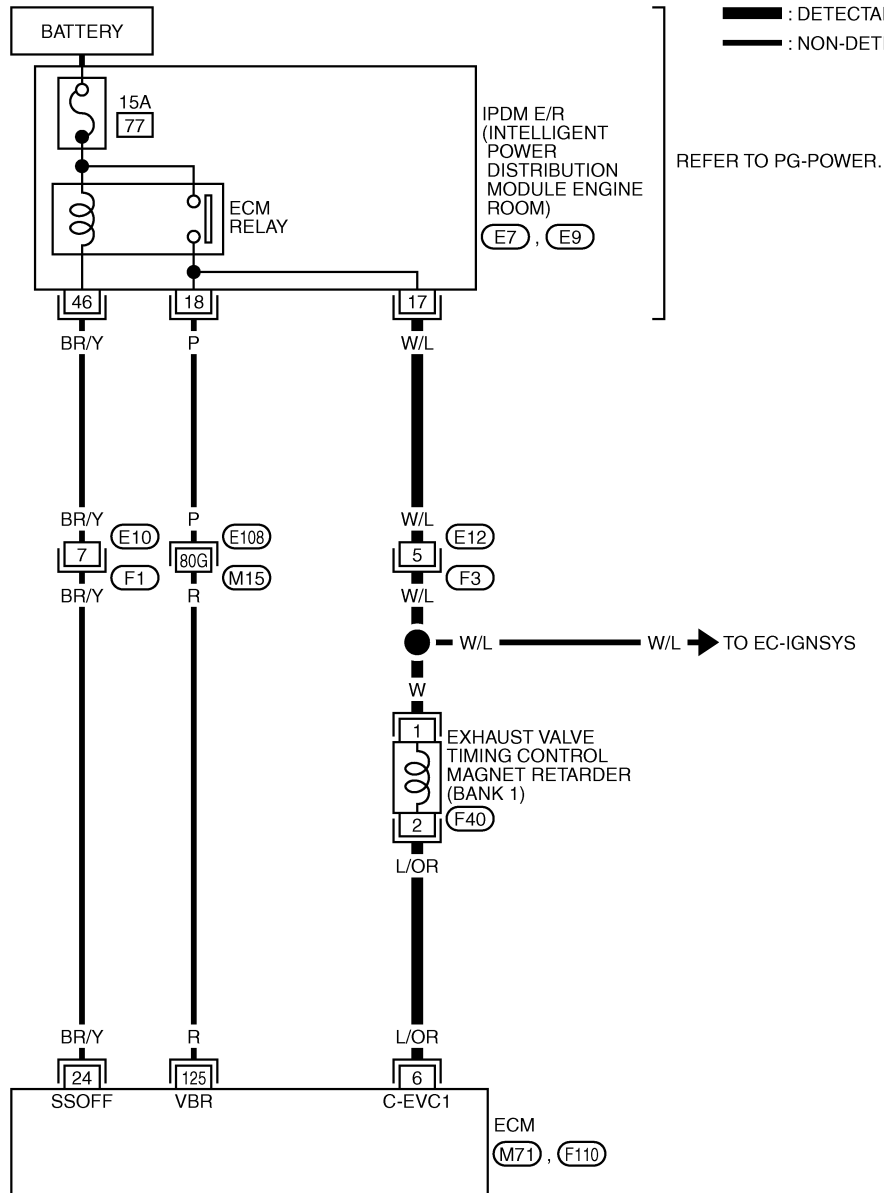 BATTERY
: DETECTA
: NON-DET
15A
77
IPDM E/R
(INTELLIGENT
POWER
DISTRIBUTION
MODULE ENGINE
ROOM)
E7 , E9
REFER TO PG-POWER.
ECM
RELAY
46 18 17
BR/Y P W/L
BR/Y P W/L
E10 E108 E12
7 80G 5
F1 M15 F3
BR/Y R W/L
W/L W/L TO EC-IGNSYS
W
1
EXHAUST VALVE
TIMING CONTROL
MAGNET RETARDER
(BANK 1)
2 F40
L/OR
BR/Y R L/OR
24 125 6
SSOFF VBR C-EVC1
ECM
M71 , F110